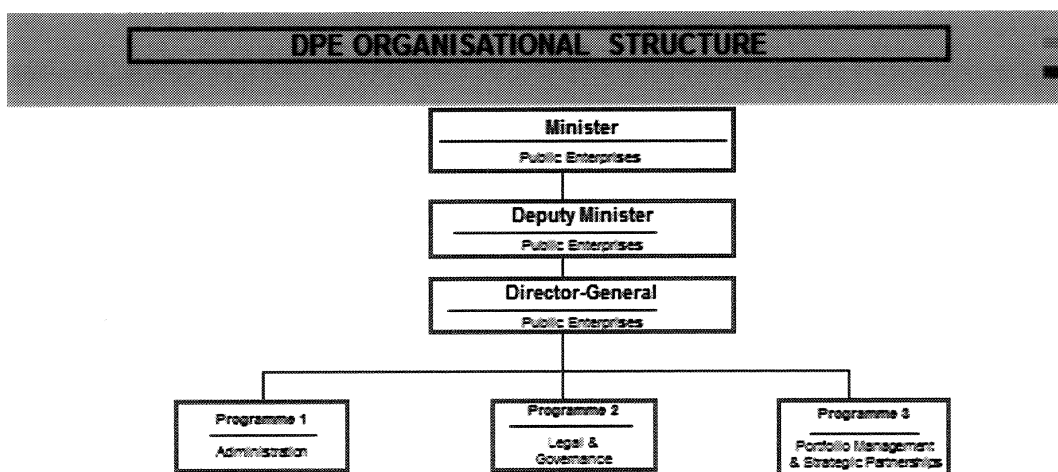 DPE ORGANISATIONAL STRUCTURE
Minister
Public Enterprises
Deputy Minister
Public Enterprises
Director-General
Public Enterprises
Programme 1
Administration
Programme 2
Legal &
Governance
Programme 3
Portfolio Management
& Strategic Partnerships